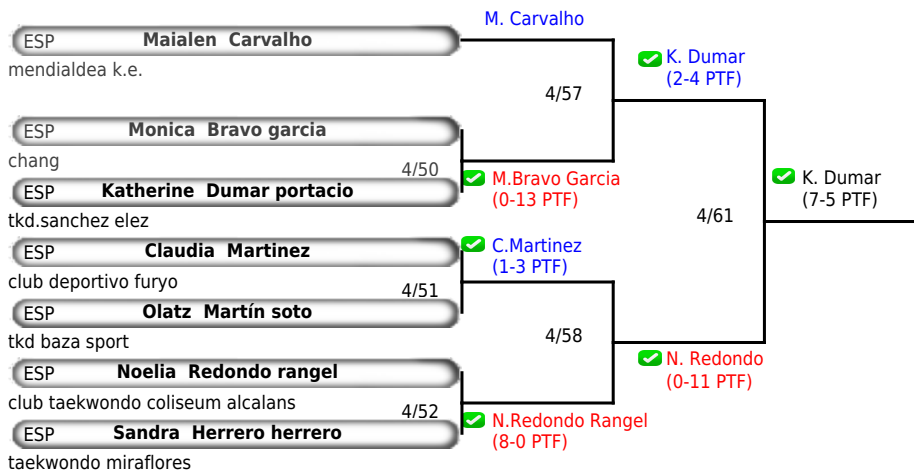 M. Carvalho
ESP Maialen Carvalho
mendialdea k.e.
K. Dumar
(2-4 PTF)
4/57
ESP Monica Bravo garcia
chang
4/50
M.Bravo Garcia
(0-13 PTF)
ESP Katherine Dumar portacio
tkd.sanchez elez
K. Dumar
(7-5 PTF)
4/61
ESP Claudia Martinez
club deportivo furyo
C.Martinez
(1-3 PTF)
4/51
ESP Olatz Martín soto
tkd baza sport
4/58
ESP Noelia Redondo rangel
club taekwondo coliseum alcalans
N. Redondo
(0-11 PTF)
4/52
ESP Sandra Herrero herrero
taekwondo miraflores
N.Redondo Rangel
(8-0 PTF)